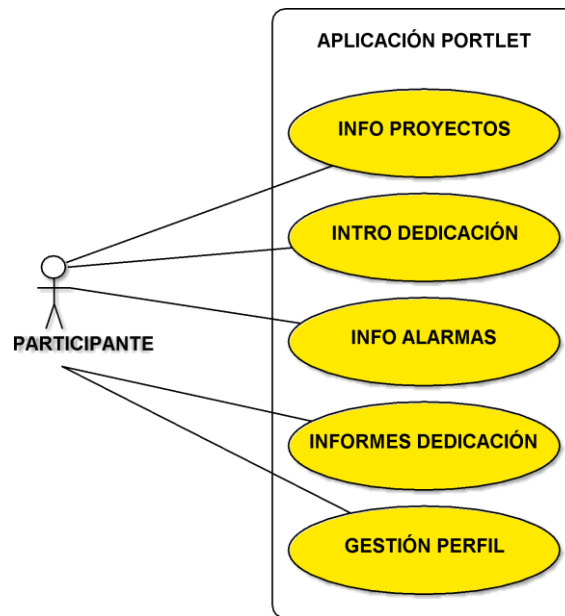 APLICACIÓN PORTLET
INFO PROYECTOS
INTRO DEDICACIÓN
INFO ALARMAS
PARTICIPANTE
INFORMES DEDICACIÓN
GESTIÓN PERFIL